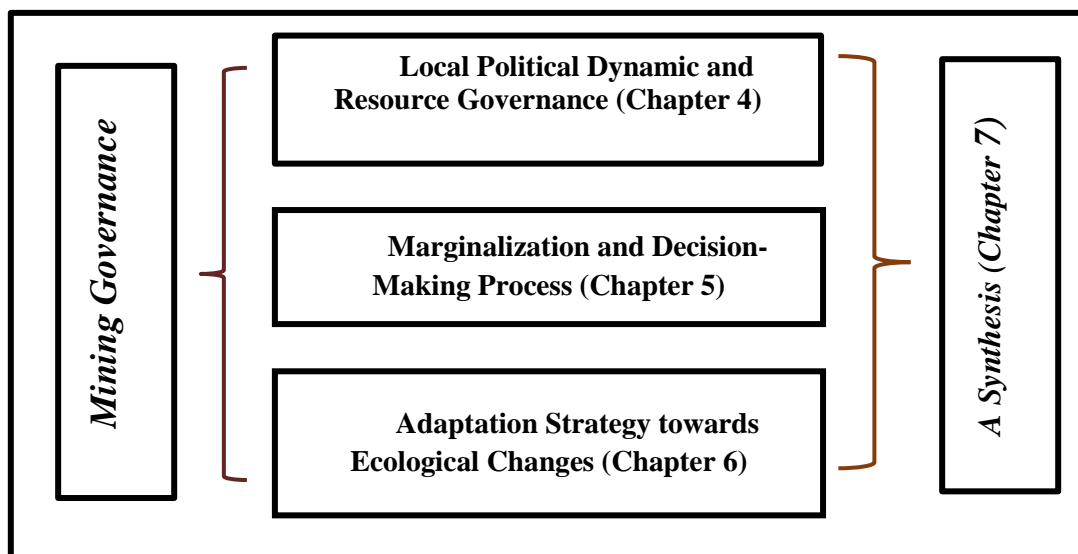 Mining Governance
Local Political Dynamic and
Resource Governance (Chapter 4)
Marginalization and Decision-
Making Process (Chapter 5)
Adaptation Strategy towards
Ecological Changes (Chapter 6)
A Synthesis (Chapter 7)